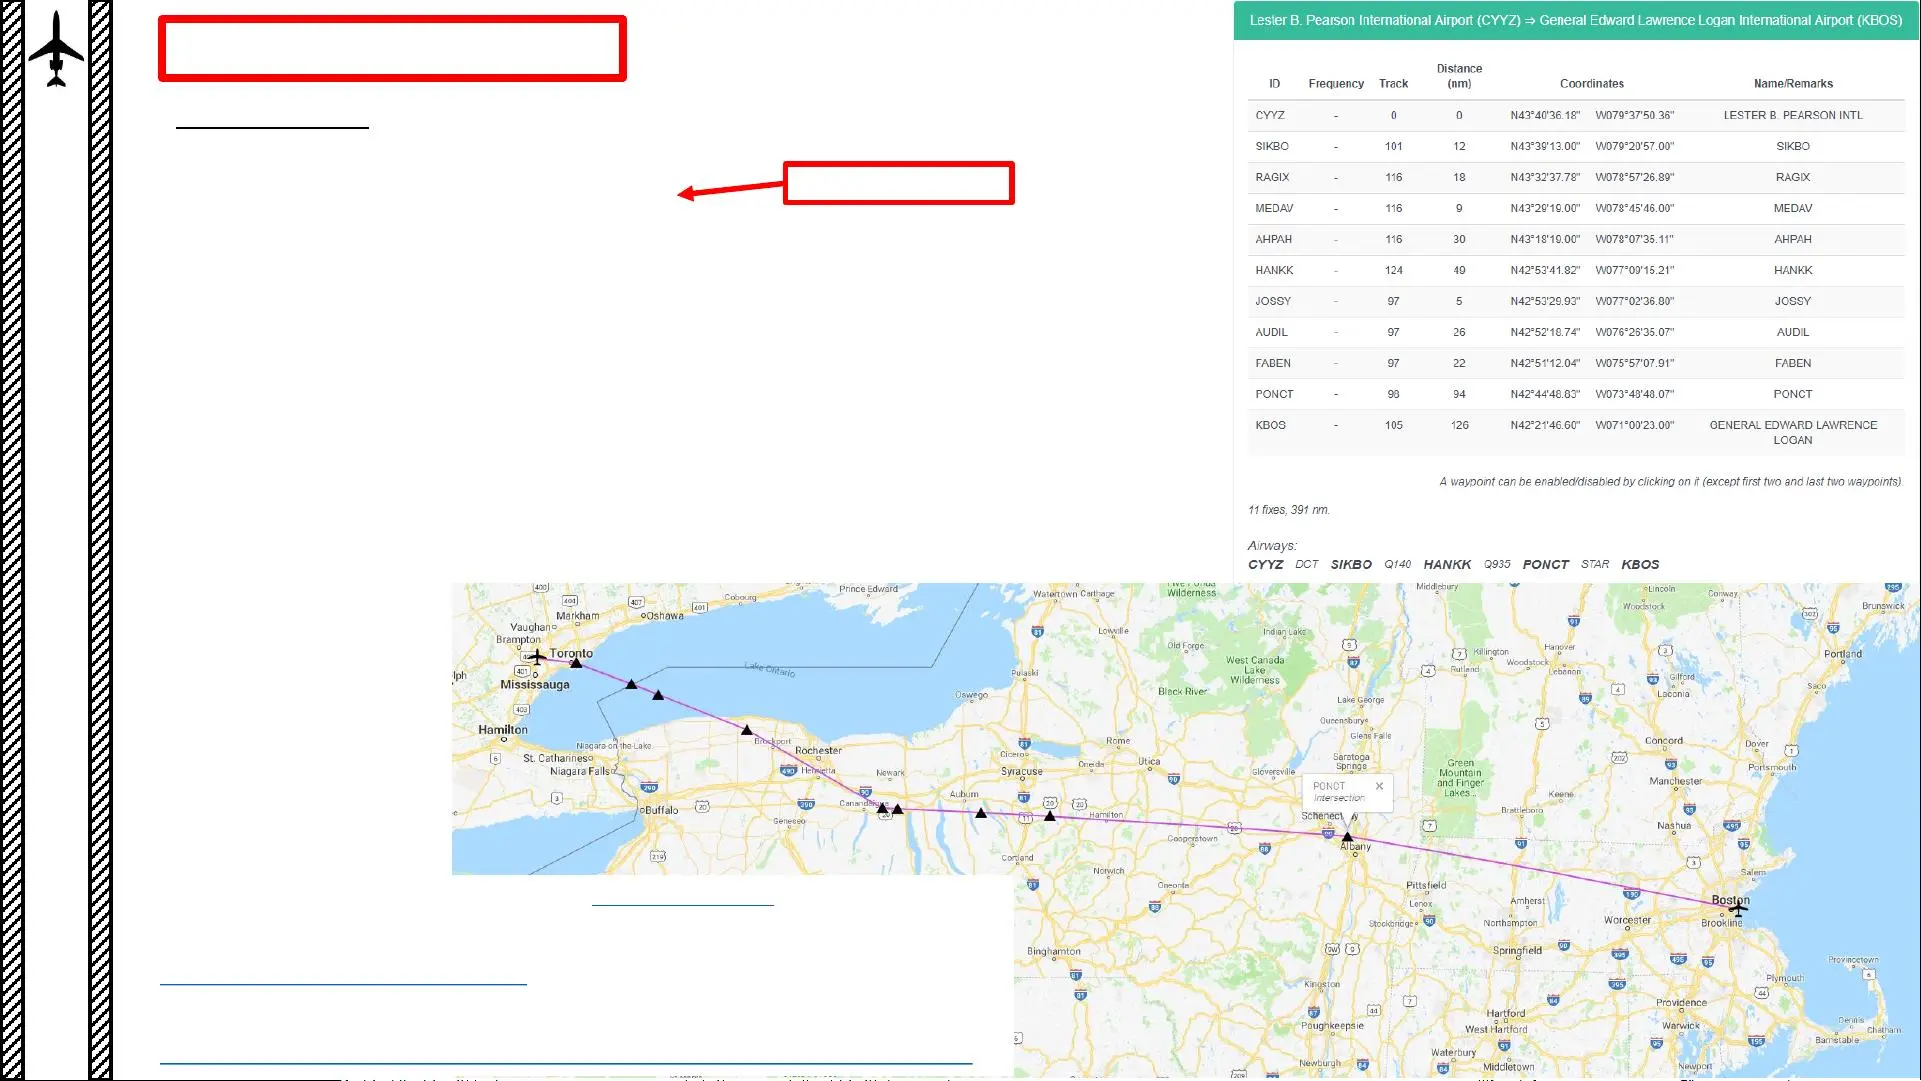 Lester B. Pearson International Airport (CYYZ) ⇒ General Edward Lawrence Logan International Airport (KBOS)
ID Frequency Track Distance (nm) Coordinates Name/Remarks
CYYZ - 0 0 N43°40'36.18" W079°37'50.36" LESTER B. PEARSON INTL
SIKBO - 101 12 N43°39'13.00" W079°20'57.00" SIKBO
RAGIX - 116 18 N43°32'37.78" W078°57'26.89" RAGIX
MEDAV - 116 9 N43°29'19.00" W078°45'46.00" MEDAV
AHPAH - 116 30 N43°18'19.00" W078°07'35.11" AHPAH
HANKK - 124 49 N42°53'41.82" W077°09'15.21" HANKK
JOSSY - 97 5 N42°53'29.93" W077°02'36.80" JOSSY
AUDIL - 97 26 N42°52'18.74" W076°26'35.07" AUDIL
FABEN - 97 22 N42°51'12.04" W075°57'07.91" FABEN
PONCT - 98 94 N42°44'48.83" W073°48'48.07" PONCT
KBOS - 105 126 N42°21'46.60" W071°00'23.00" GENERAL EDWARD LAWRENCE
LOGAN
A waypoint can be enabled/disabled by clicking on it (except first two and last two waypoints).
11 fixes, 391 nm.
Airways:
CYYZ DCT SIKBO Q140 HANKK Q935 PONCT STAR KBOS
Prince Edward
Cobourg
Watertown Carthage
Wilderness
Middlebury
Lincoln
Conway
Woodstock
Brunswick
Markham
Oshawa
Vaughan
Brampton
Toronto
Mississauga
Lake Ontario
Lowville
Old Forge
Indian Lake
West Canada
Lake
Wilderness
Killington
Rutland
Woodstock
Hanover
Lebanon
Gilford
Laconia
Portland
Saco
Pulaski
Oswego
Black River
Lake George
Queensbury
Glens Falls
Hamilton
Niagara-on-the-Lake
St. Catharines
Niagara Falls
Brockport
Rochester
Henrietta
Newark
Cicero
Syracuse
Rome
Oneida
Utica
Gloversville
Saratoga
Springs
Green
Mountain
and Finger
Lakes...
Concord
Dover
Portsmouth
Manchester
PONCT
Intersection
Keene
Buffalo
Geneseo
Canandaigua
Auburn
Hamilton
Cooperstown
Schenectady
Albany
Brattleboro
Nashua
Cortland
Norwich
Oneonta
Pittsfield
Lenox
Stockbridge
Amherst
Northampton
Salem
Boston
Brookline
Worcester
Binghamton
Springfield
Kingston
Poughkeepsie
Newburgh
Hartford
West Hartford
Waterbury
Middletown
Providence
Warwick
Plymouth
Provincetown
Dennis
Barnstable
Chatham